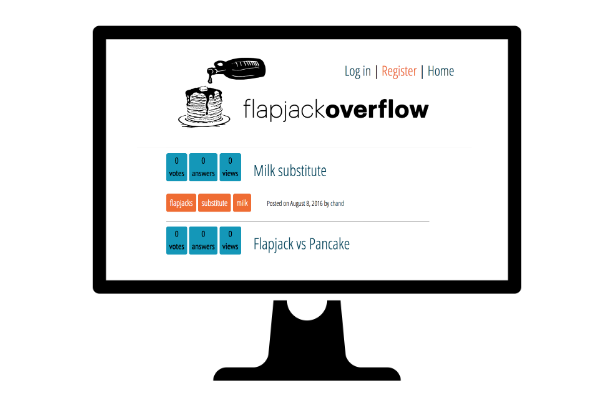 Log in | Register | Home
flapjackoverflow
0 0 0
votes answers views
Milk substitute
flapjacks substitute milk
Posted on August 8, 2016 by chand
0 0 0
votes answers views
Flapjack vs Pancake